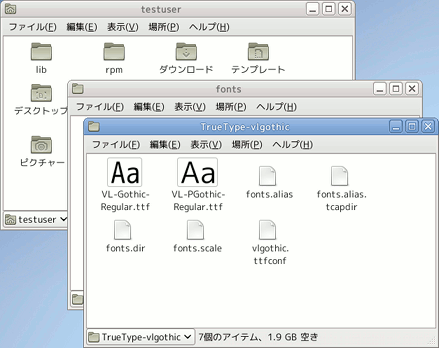 testuser
ファイル(F) 編集(E) 表示(V) 場所(P) ヘルプ(H)
lib rpm ダウンロード テンプレート
デスクトップ
ピクチャー
testuser
fonts
ファイル(F) 編集(E) 表示(V) 場所(P) ヘルプ(H)
TrueType-vlgothic
ファイル(F) 編集(E) 表示(V) 場所(P) ヘルプ(H)
Aa Aa
VL-Gothic-Regular.ttf VL-PGothic-Regular.ttf fonts.alias fonts.alias.tcapdir
fonts.dir fonts.scale vlgothic.ttfconf
TrueType-vlgothic 7個のアイテム、1.9 GB 空き